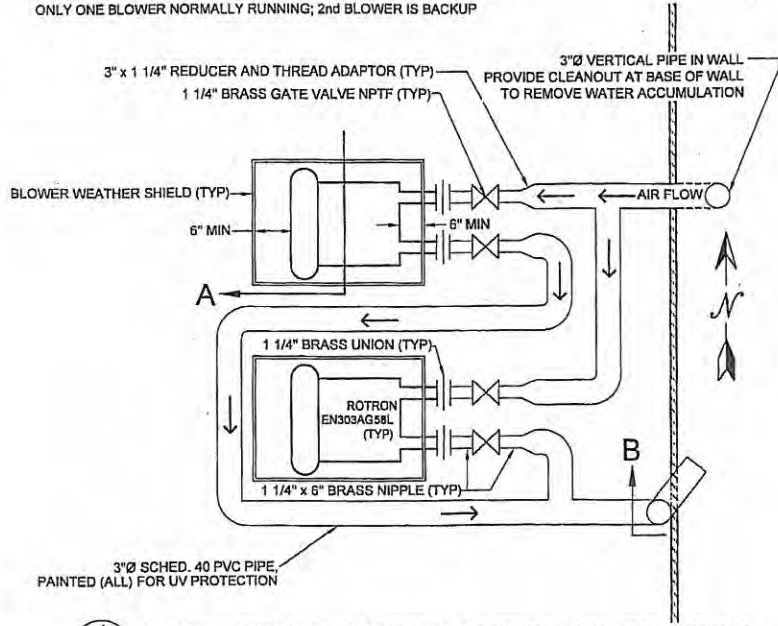 ONLY ONE BLOWER NORMALLY RUNNING; 2nd BLOWER IS BACKUP
3"Ø VERTICAL PIPE IN WALL
PROVIDE CLEANOUT AT BASE OF WALL
TO REMOVE WATER ACCUMULATION
3" x 1 1/4" REDUCER AND THREAD ADAPTOR (TYP)
1 1/4" BRASS GATE VALVE NPTF (TYP)
BLOWER WEATHER SHIELD (TYP)
AIR FLOW
6" MIN
6" MIN
A
N
1 1/4" BRASS UNION (TYP)
ROTRON
EN303AG58L
(TYP)
B
1 1/4" x 6" BRASS NIPPLE (TYP)
3"Ø SCHED. 40 PVC PIPE,
PAINTED (ALL) FOR UV PROTECTION